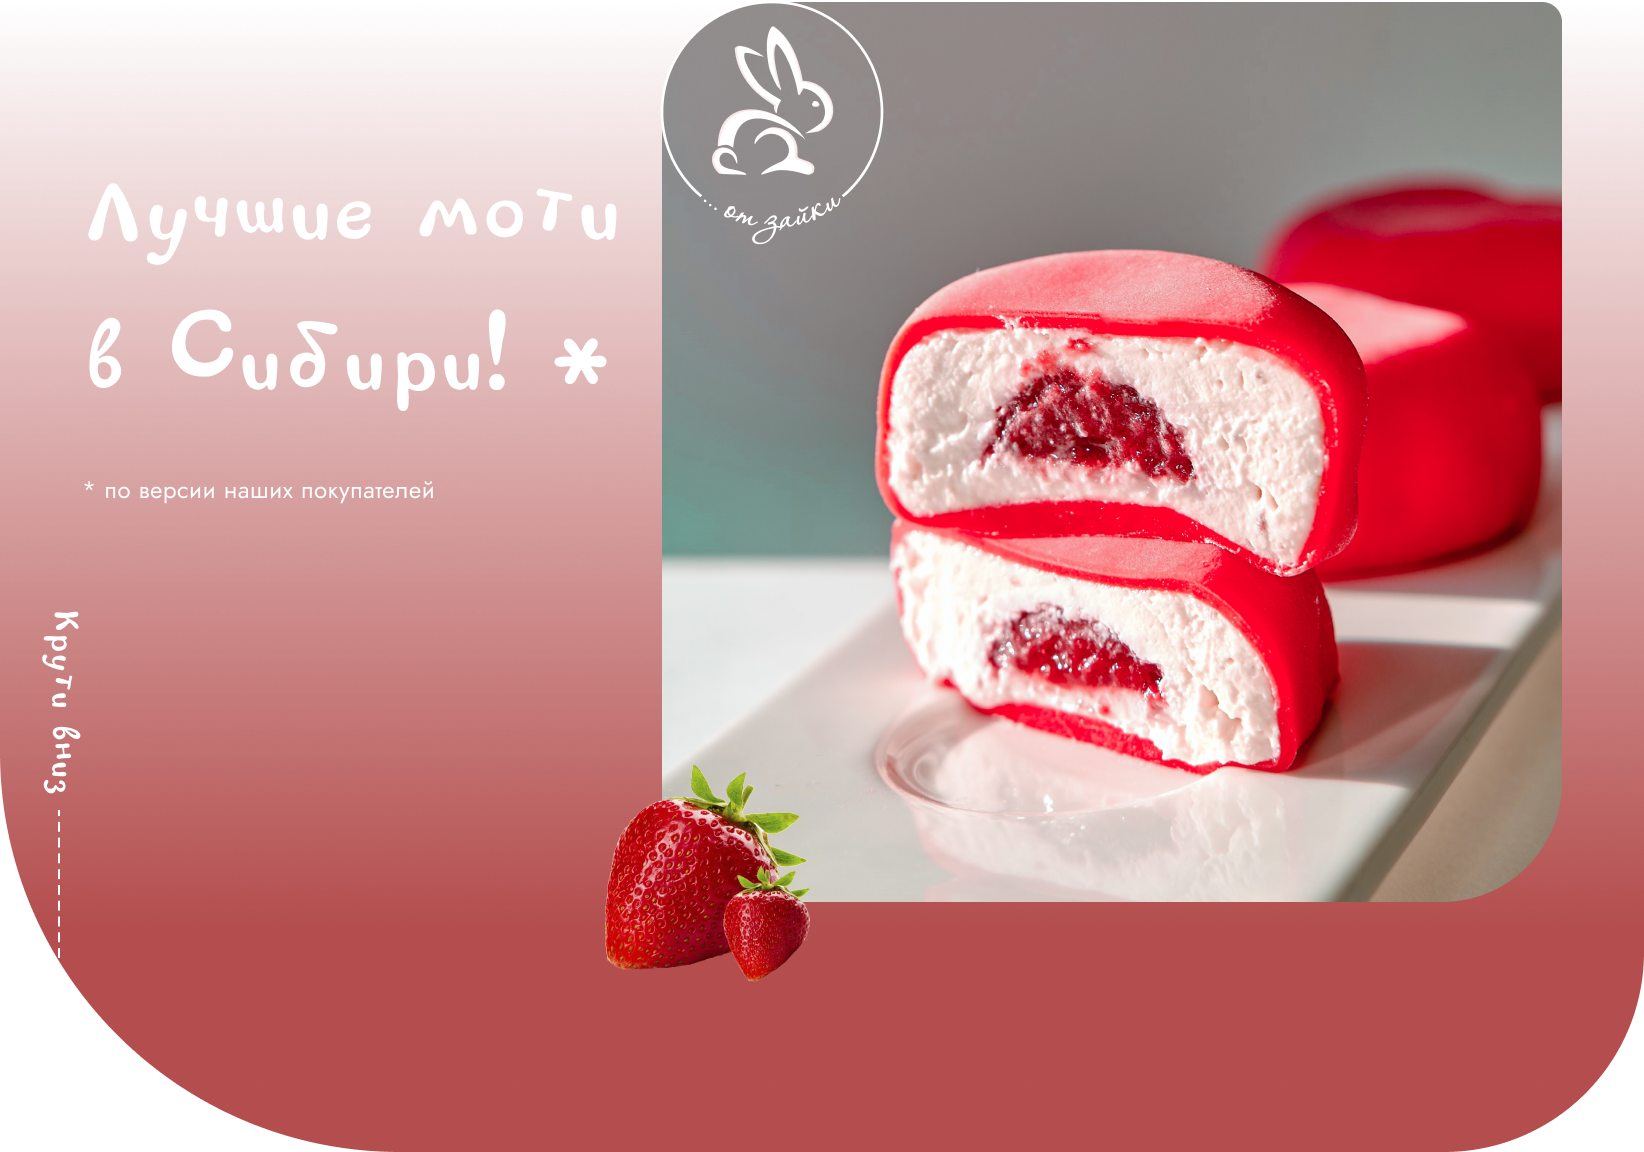 ... от зайки
Лучшие моти
в Сибири! *
* по версии наших покупателей
Крути вниз